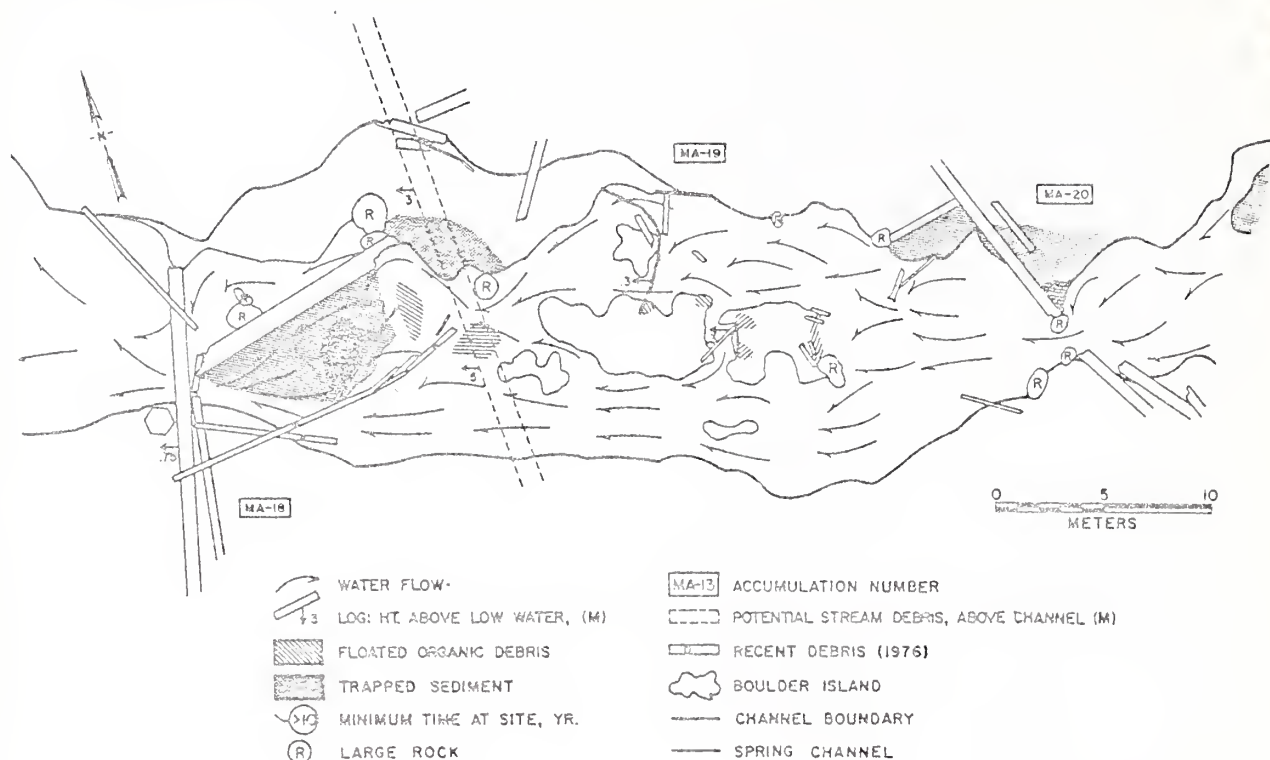 N
MA-19
MA-20
3
R
R
R
R
R
3
R
R
R
R
5
.75
MA-18
0 5 10
METERS
WATER FLOW
LOG: HT. ABOVE LOW WATER, (M)
3
FLOATED ORGANIC DEBRIS
TRAPPED SEDIMENT
MINIMUM TIME AT SITE, YR.
R LARGE ROCK
MA-13 ACCUMULATION NUMBER
POTENTIAL STREAM DEBRIS, ABOVE CHANNEL (M)
RECENT DEBRIS (1976)
BOULDER ISLAND
CHANNEL BOUNDARY
SPRING CHANNEL